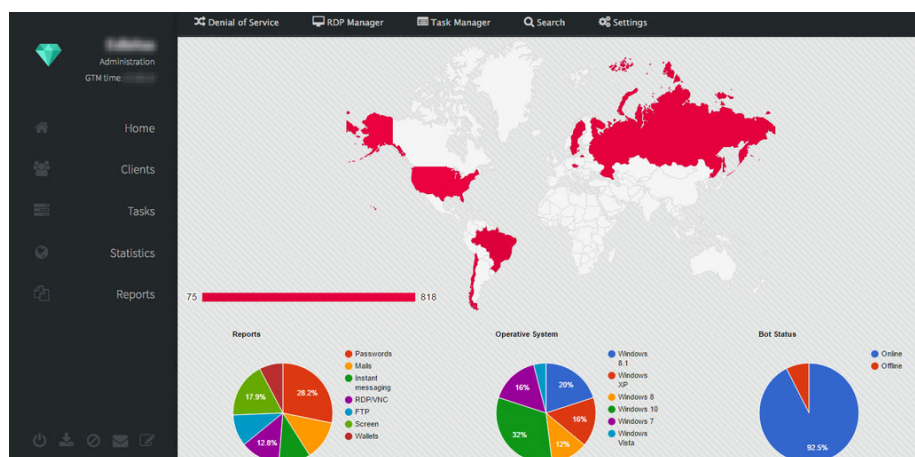 Denial of Service RDP Manager Task Manager Search Settings
Administration
GTM time
Home
Clients
Tasks
Statistics
Reports
75 818
Reports
Passwords
Mails
Instant
messaging
RDP/VNC
FTP
Screen
Wallets
28.2%
17.9%
12.8%
Operative System
Windows
8.1
Windows
XP
Windows 8
Windows 10
Windows 7
Windows
Vista
20%
16%
16%
32%
12%
Bot Status
Online
Offline
92.5%